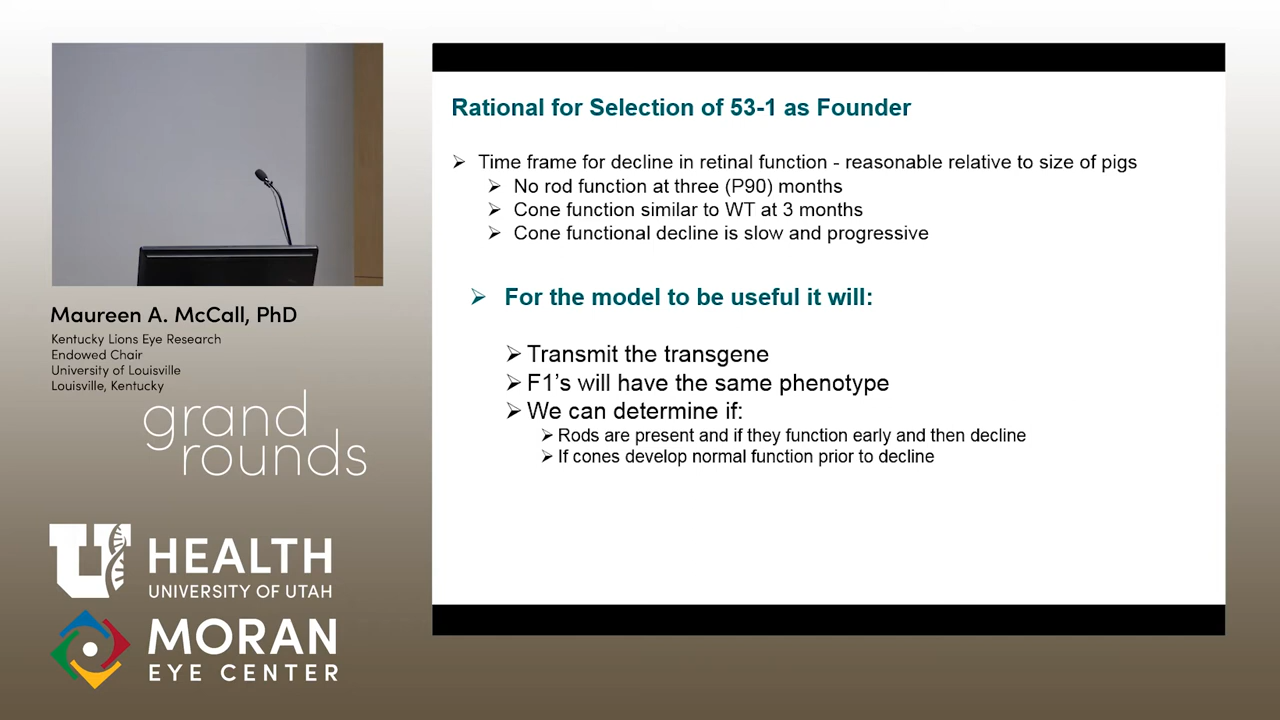 Rational for Selection of 53-1 as Founder
➢ Time frame for decline in retinal function - reasonable relative to size of pigs
➢ No rod function at three (P90) months
➢ Cone function similar to WT at 3 months
➢ Cone functional decline is slow and progressive
➢ For the model to be useful it will:
➢ Transmit the transgene
➢ F1's will have the same phenotype
➢ We can determine if:
➢ Rods are present and if they function early and then decline
➢ If cones develop normal function prior to decline
Maureen A. McCall, PhD
Kentucky Lions Eye Research
Endowed Chair
University of Louisville
Louisville, Kentucky
grand
rounds
U HEALTH
UNIVERSITY OF UTAH
MORAN
EYE CENTER